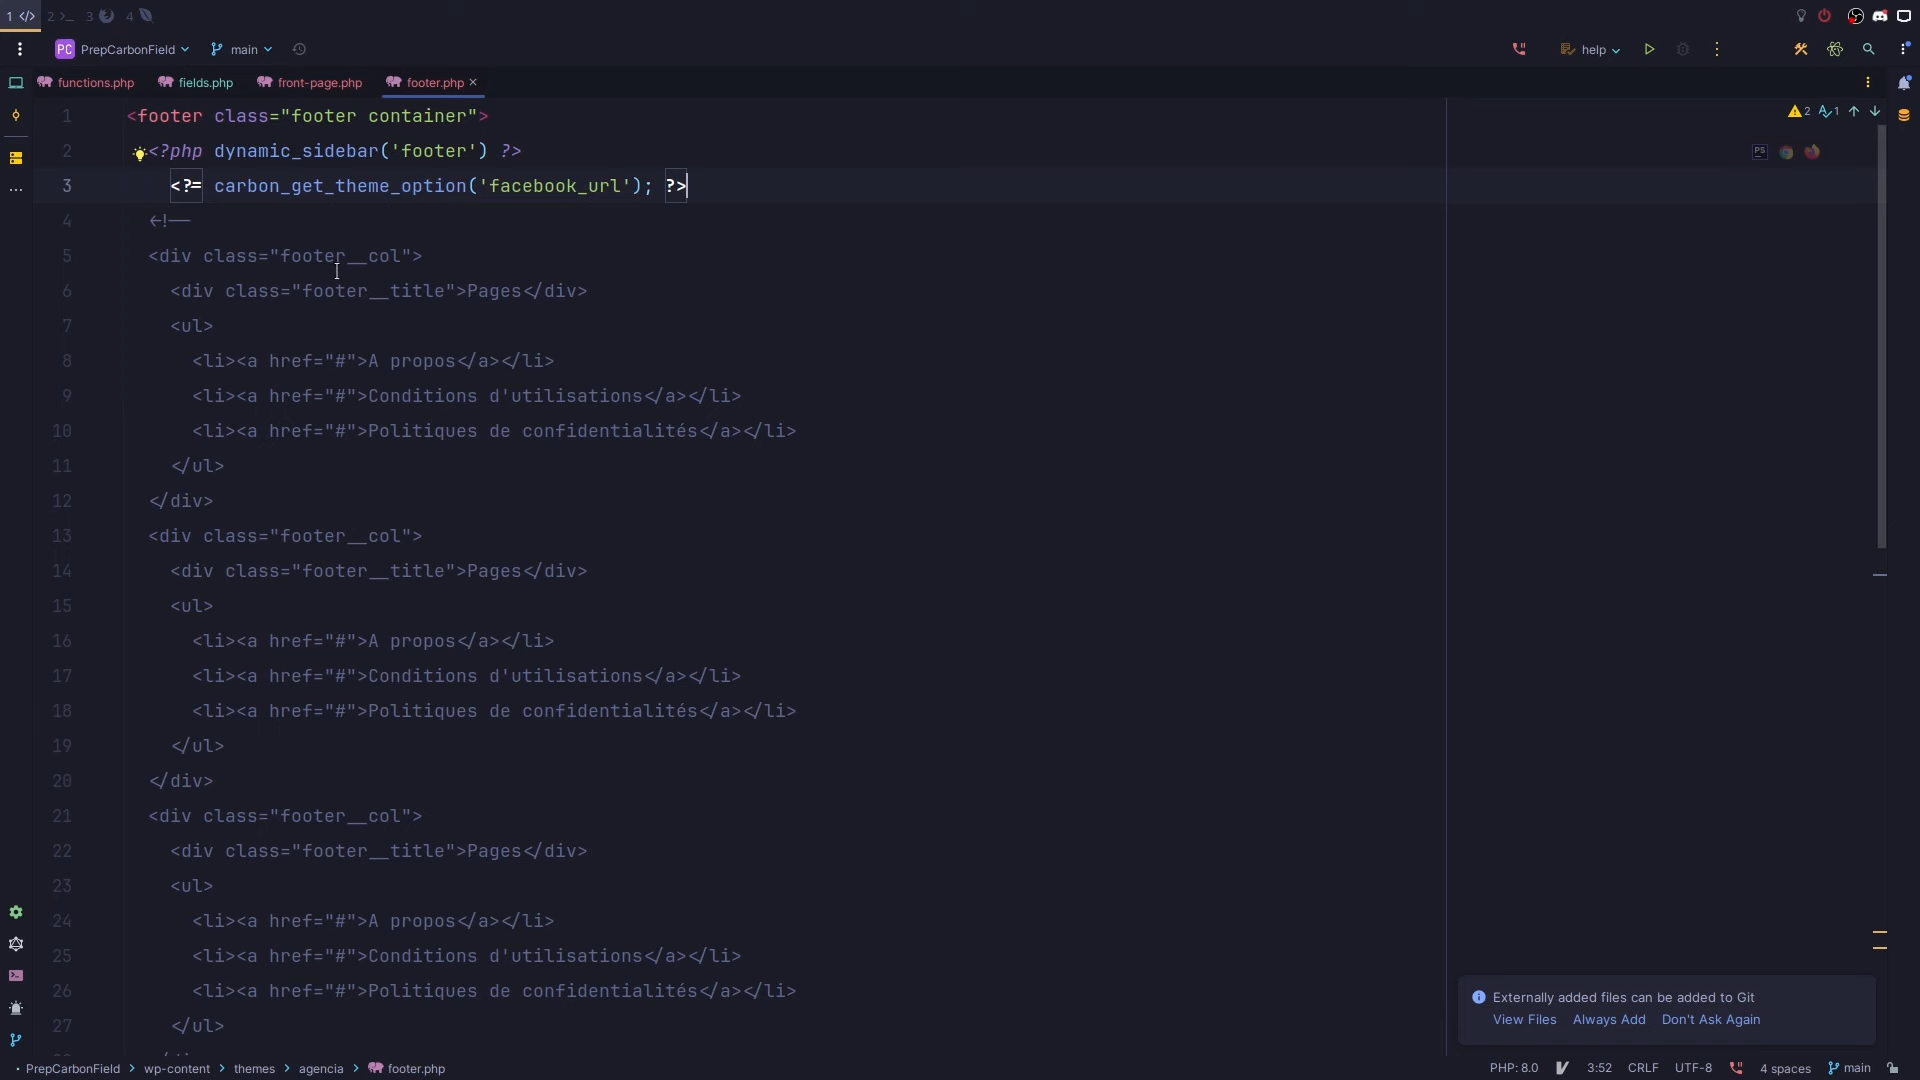 1 </> 2 >_ 3 4
PC PrepCarbonField main help
functions.php fields.php front-page.php footer.php ×
1 <footer class="footer container">
2 <?php dynamic_sidebar('footer') ?>
3 <?= carbon_get_theme_option('facebook_url'); ?>
4 <!--
5 <div class="footer__col">
6 <div class="footer__title">Pages</div>
7 <ul>
8 <li><a href="#">A propos</a></li>
9 <li><a href="#">Conditions d'utilisations</a></li>
10 <li><a href="#">Politiques de confidentialités</a></li>
11 </ul>
12 </div>
13 <div class="footer__col">
14 <div class="footer__title">Pages</div>
15 <ul>
16 <li><a href="#">A propos</a></li>
17 <li><a href="#">Conditions d'utilisations</a></li>
18 <li><a href="#">Politiques de confidentialités</a></li>
19 </ul>
20 </div>
21 <div class="footer__col">
22 <div class="footer__title">Pages</div>
23 <ul>
24 <li><a href="#">A propos</a></li>
25 <li><a href="#">Conditions d'utilisations</a></li>
26 <li><a href="#">Politiques de confidentialités</a></li>
27 </ul>
2 1
PS
Externally added files can be added to Git
View Files Always Add Don't Ask Again
PrepCarbonField > wp-content > themes > agencia > footer.php PHP: 8.0 3:52 CRLF UTF-8 4 spaces main